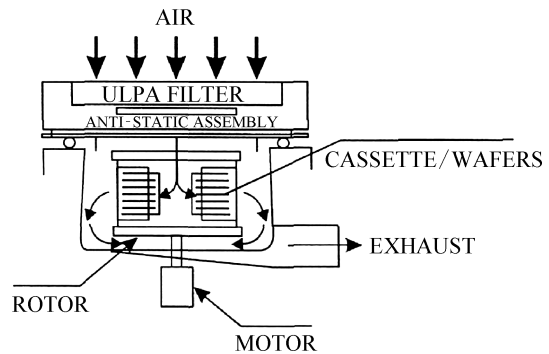 AIR
ULPA FILTER
ANTI-STATIC ASSEMBLY
CASSETTE/WAFERS
EXHAUST
ROTOR
MOTOR